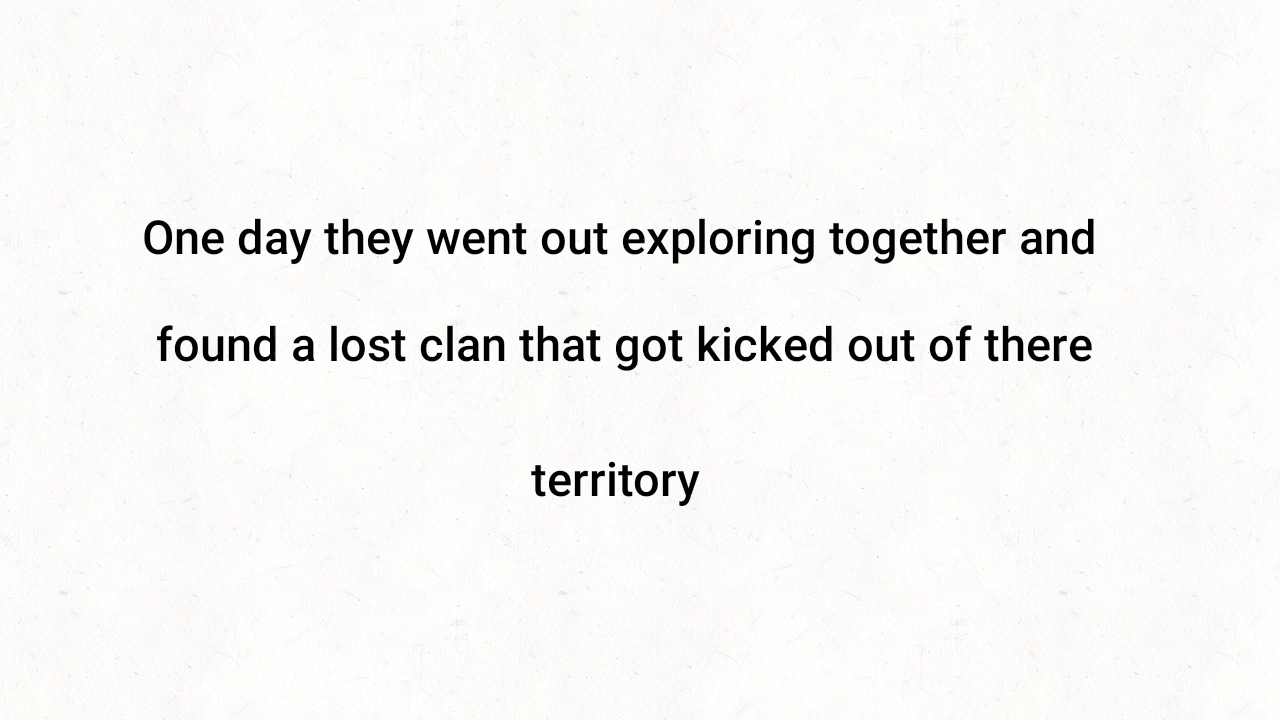 One day they went out exploring together and
found a lost clan that got kicked out of there
territory